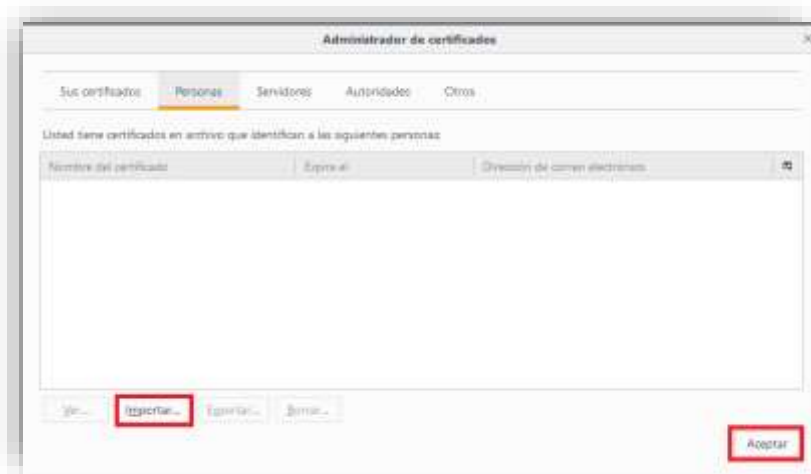 Administrador de certificados
Sus certificados Personas Servidores Autoridades Otros
Usted tiene certificados en archivo que identifican a las siguientes personas
Nombre del certificado Expira el Dirección de correo electrónico
Ver... Importar... Exportar... Borrar...
Aceptar